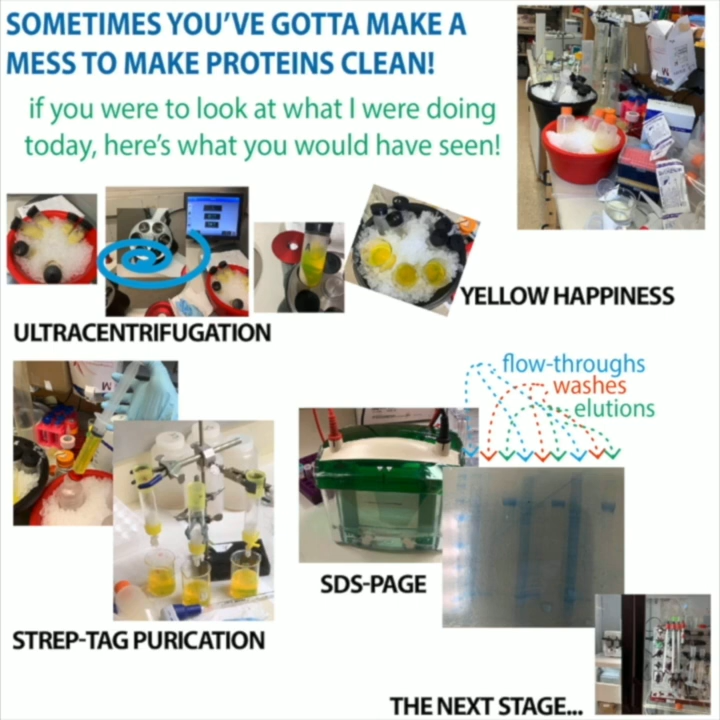 SOMETIMES YOU'VE GOTTA MAKE A
MESS TO MAKE PROTEINS CLEAN!
if you were to look at what I were doing
today, here's what you would have seen!
YELLOW HAPPINESS
ULTRACENTRIFUGATION
flow-throughs
washes
elutions
SDS-PAGE
STREP-TAG PURICATION
THE NEXT STAGE...